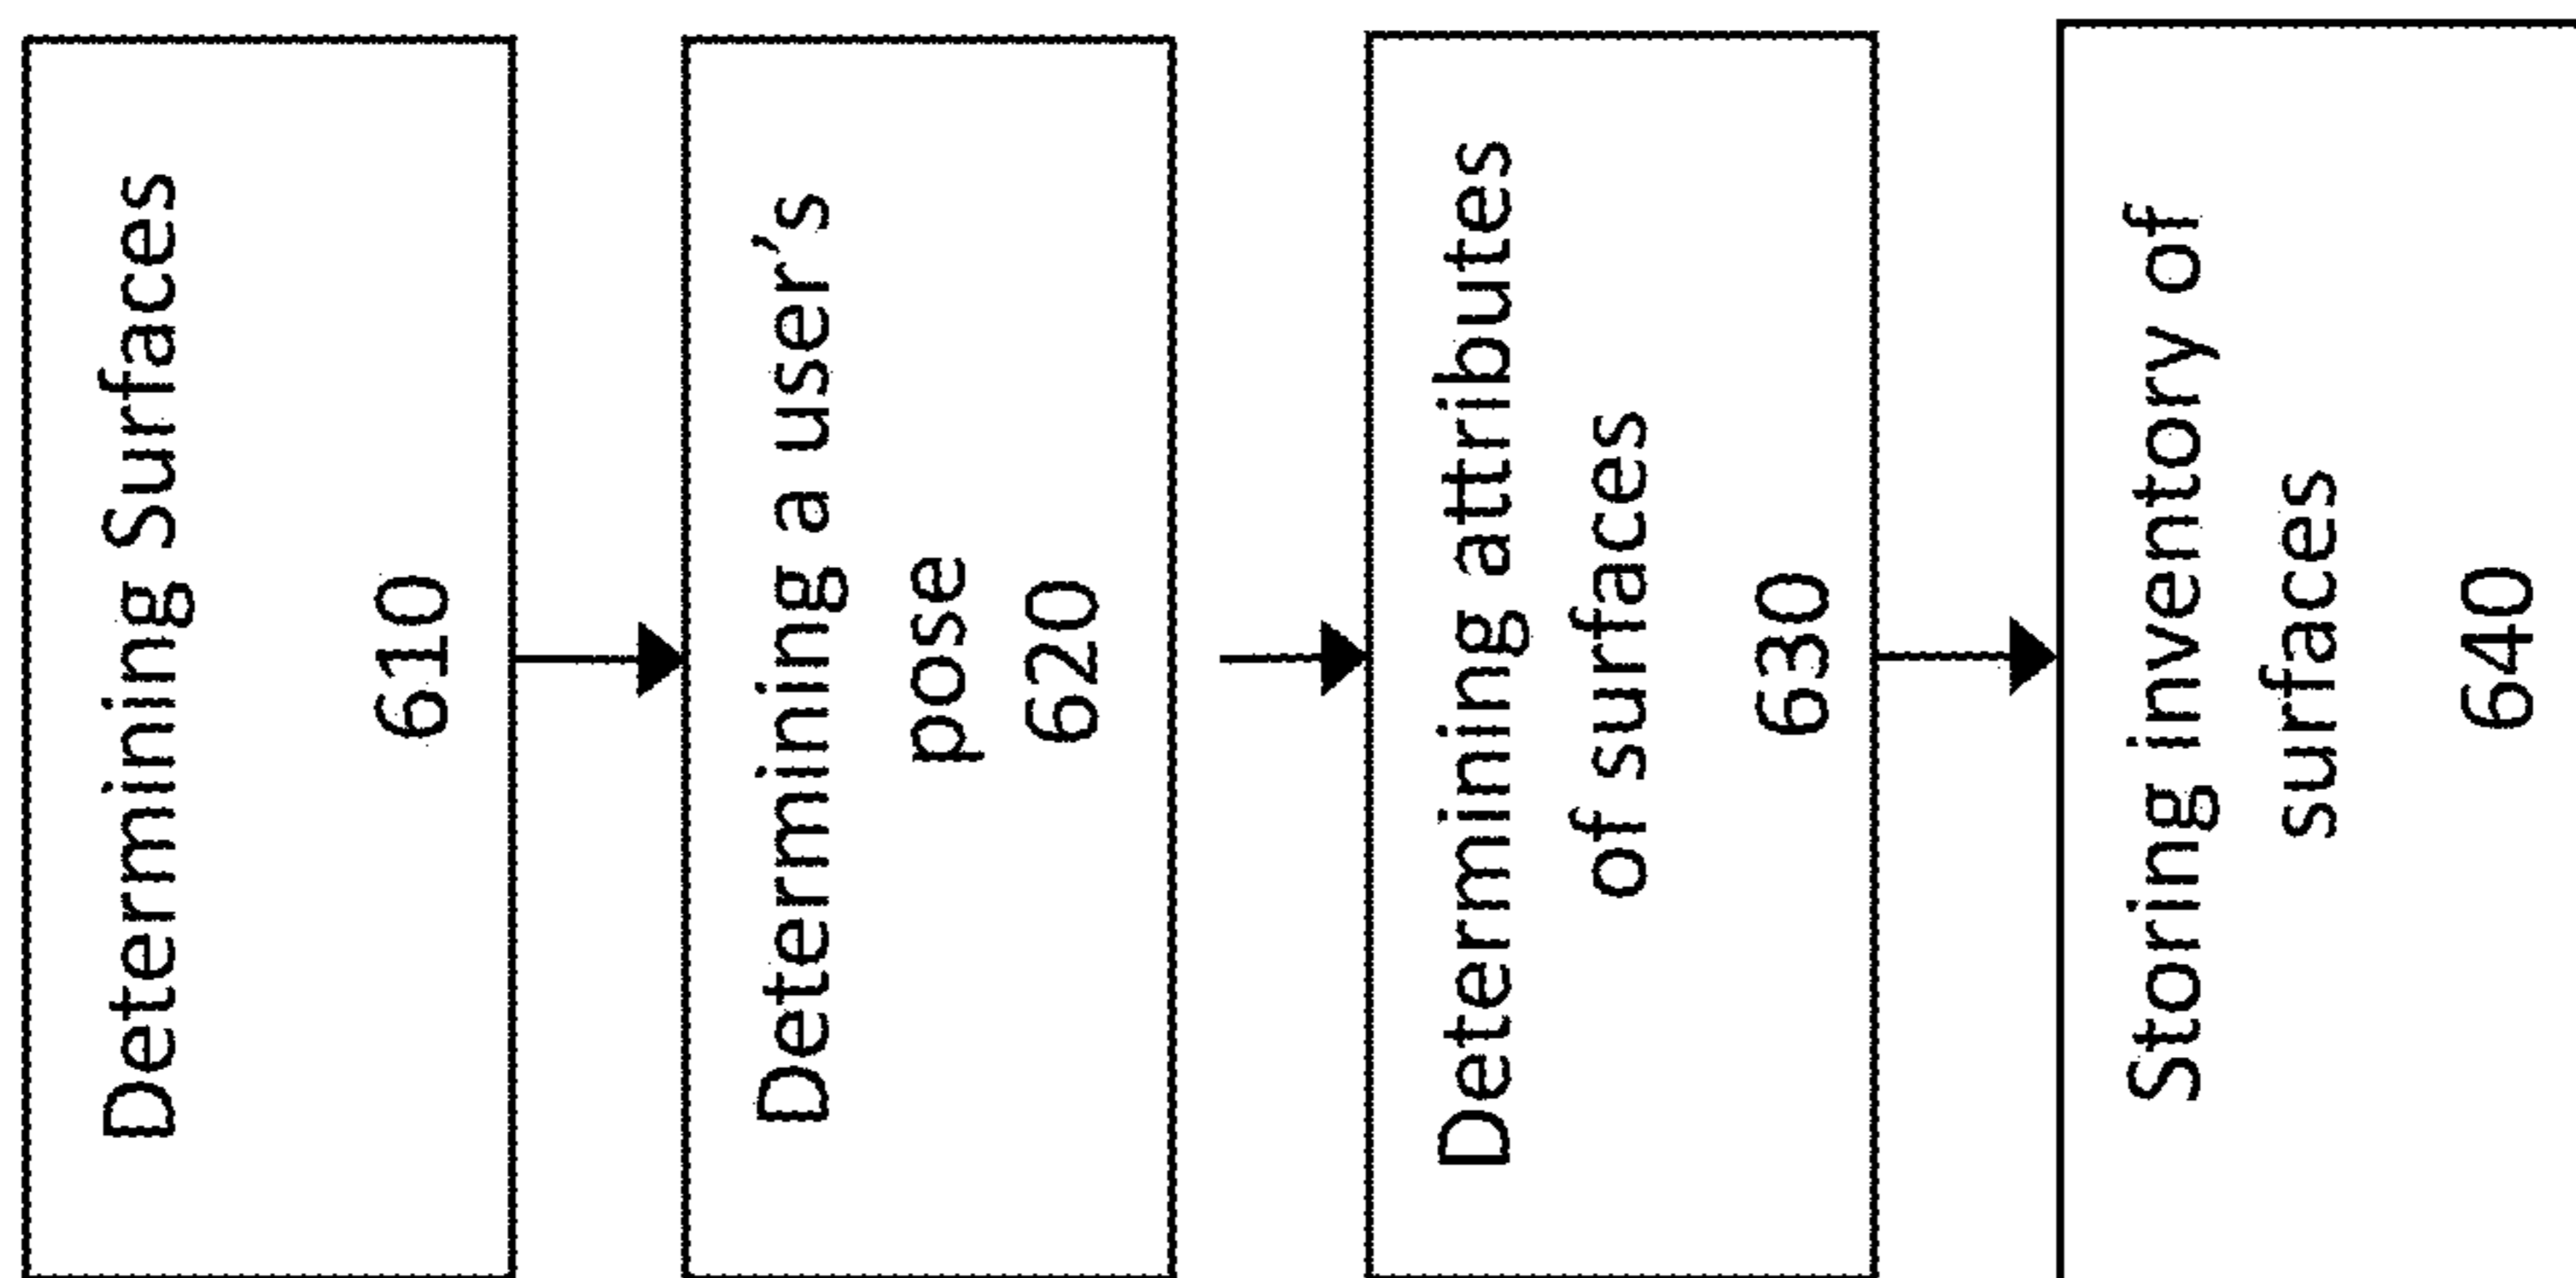 Determining Surfaces
610
Determining a user's
pose
620
Determining attributes
of surfaces
630
Storing inventory of
surfaces
640